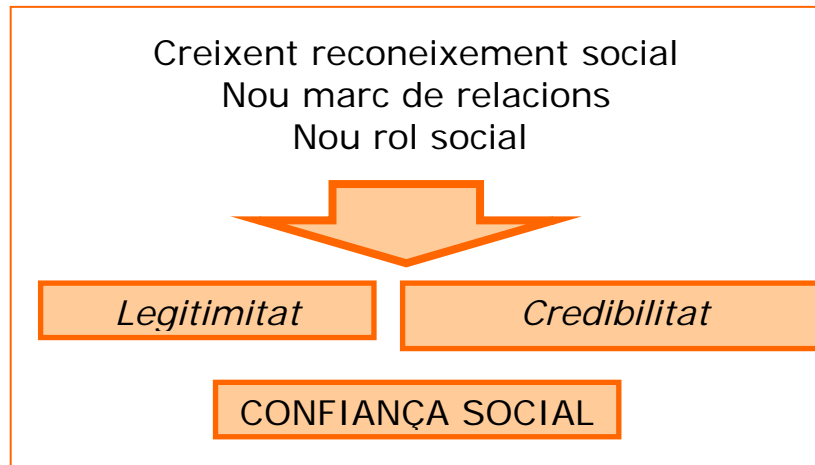 Creixent reconeixement social
Nou marc de relacions
Nou rol social
Legitimitat
Credibilitat
CONFIANÇA SOCIAL